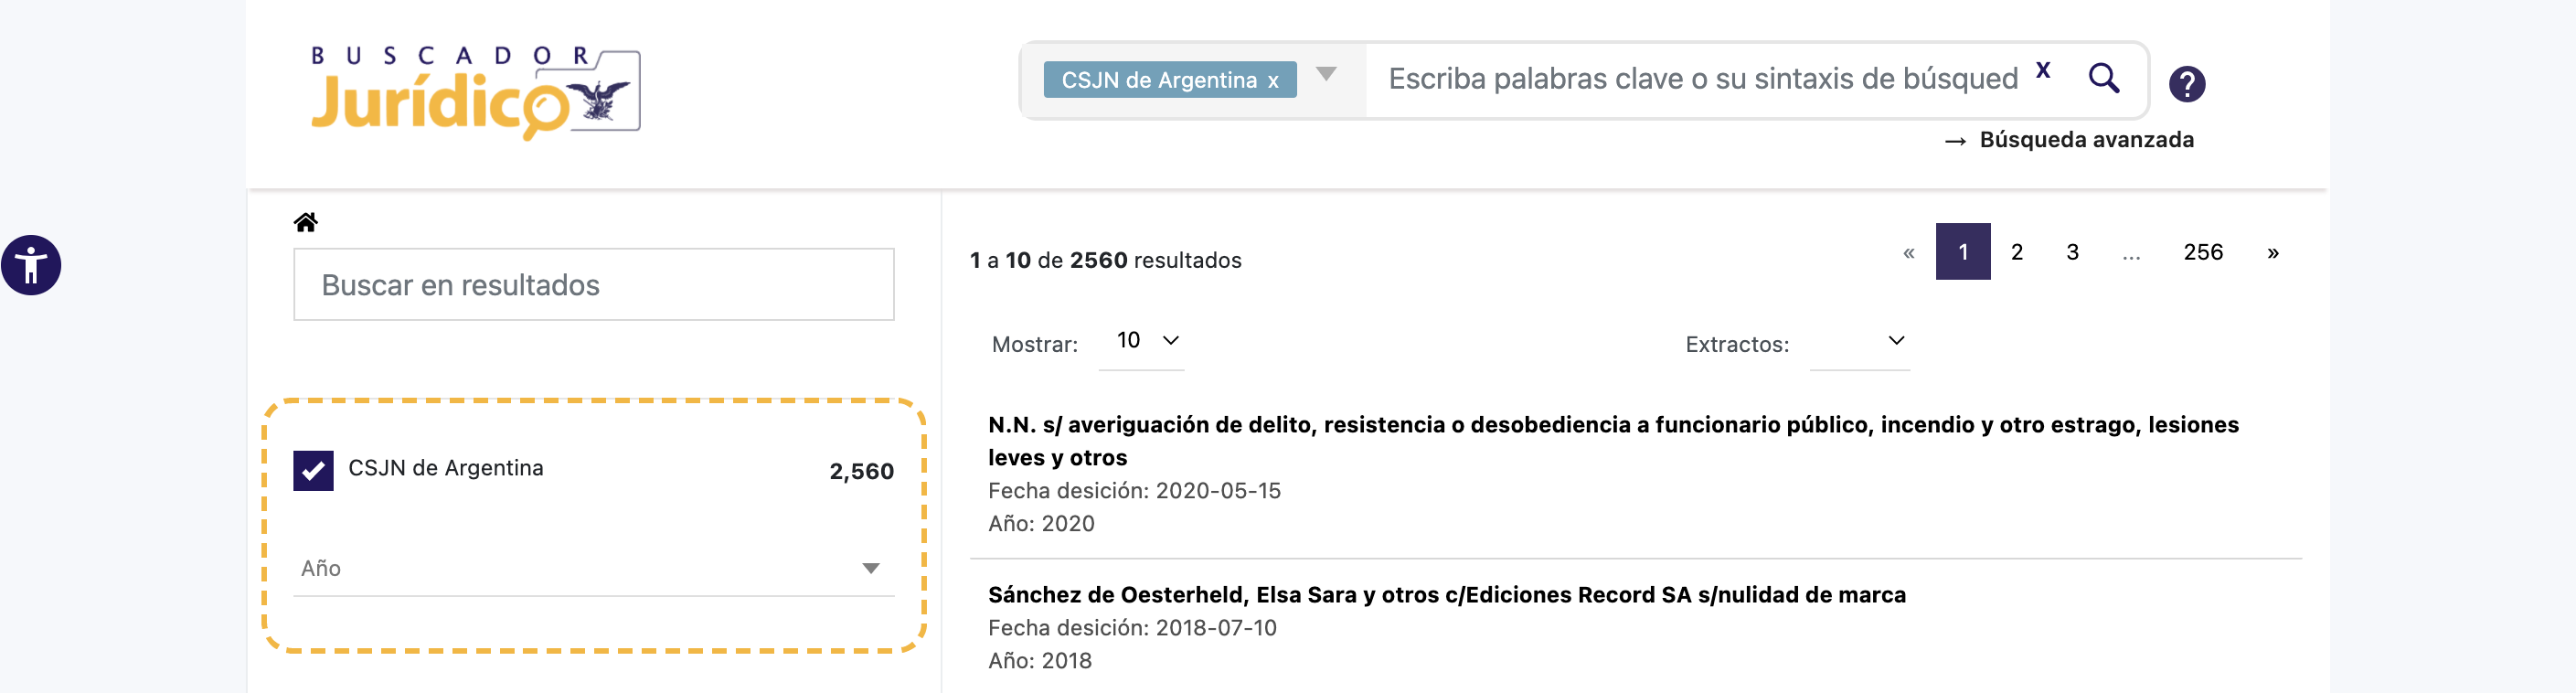 BUSCADOR
Jurídico
CSJN de Argentina x
Escriba palabras clave o su sintaxis de búsqued
X
?
→ Búsqueda avanzada
Buscar en resultados
CSJN de Argentina 2,560
Año
1 a 10 de 2560 resultados
« 1 2 3 ... 256 »
Mostrar: 10
Extractos:
N.N. s/ averiguación de delito, resistencia o desobediencia a funcionario público, incendio y otro estrago, lesiones
leves y otros
Fecha desición: 2020-05-15
Año: 2020
Sánchez de Oesterheld, Elsa Sara y otros c/Ediciones Record SA s/nulidad de marca
Fecha desición: 2018-07-10
Año: 2018